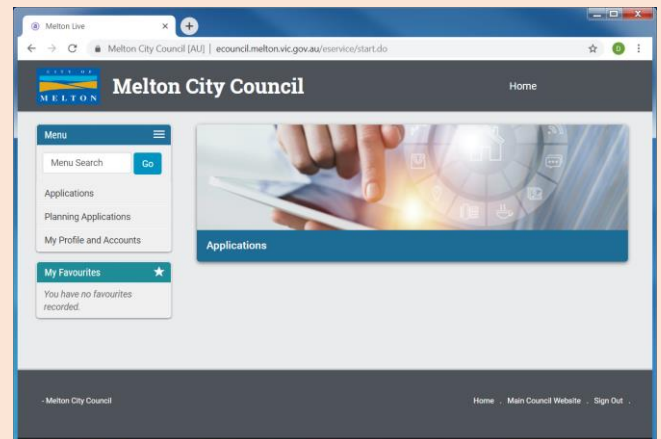 Melton Live
Melton City Council [AU] | ecouncil.melton.vic.gov.au/eservice/start.do
CITY OF
MELTON
Melton City Council
Home
Menu
Menu Search
Go
Applications
Planning Applications
My Profile and Accounts
My Favourites
You have no favourites
recorded.
Applications
- Melton City Council
Home . Main Council Website . Sign Out .